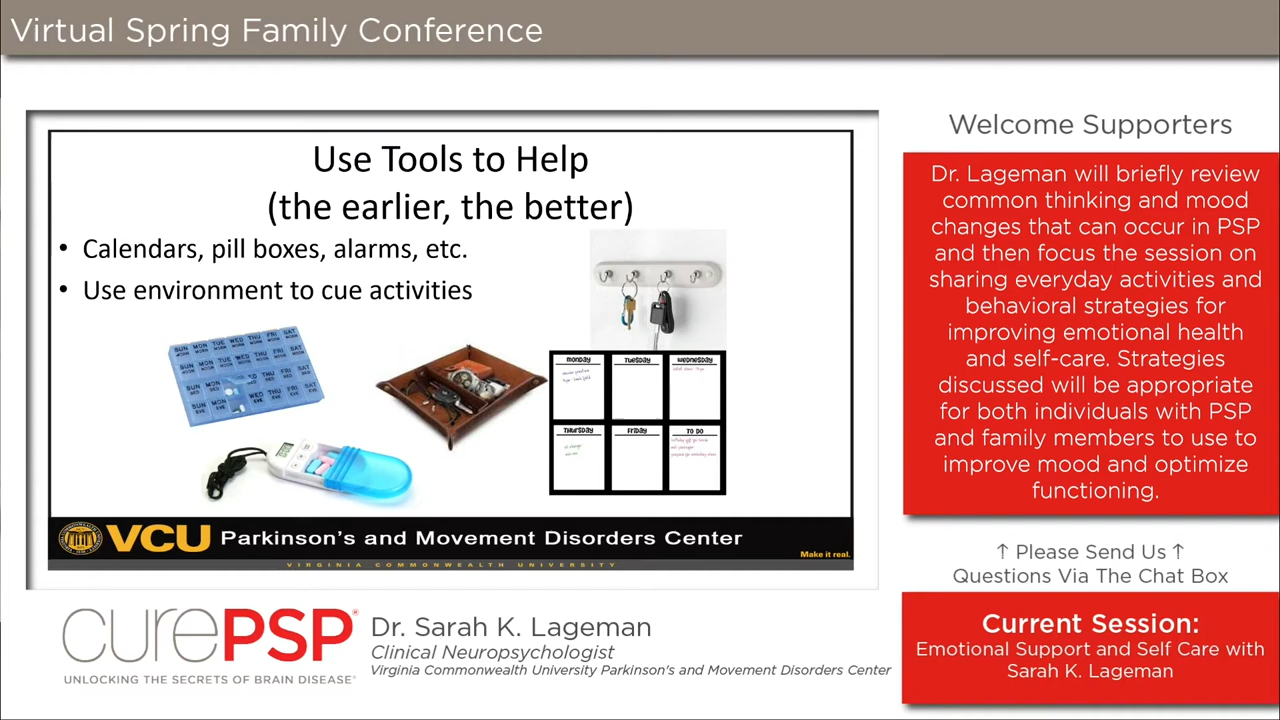 Virtual Spring Family Conference
Use Tools to Help
(the earlier, the better)
• Calendars, pill boxes, alarms, etc.
• Use environment to cue activities
SUN MON TUE WED THU FRI SAT
MONDAY TUESDAY WEDNESDAY
THURSDAY FRIDAY TO DO
VCU Parkinson's and Movement Disorders Center
Make it real.
VIRGINIA COMMONWEALTH UNIVERSITY
Welcome Supporters
Dr. Lageman will briefly review
common thinking and mood
changes that can occur in PSP
and then focus the session on
sharing everyday activities and
behavioral strategies for
improving emotional health
and self-care. Strategies
discussed will be appropriate
for both individuals with PSP
and family members to use to
improve mood and optimize
functioning.
↑ Please Send Us ↑
Questions Via The Chat Box
Current Session:
Emotional Support and Self Care with
Sarah K. Lageman
curePSP®
UNLOCKING THE SECRETS OF BRAIN DISEASE®
Dr. Sarah K. Lageman
Clinical Neuropsychologist
Virginia Commonwealth University Parkinson's and Movement Disorders Center